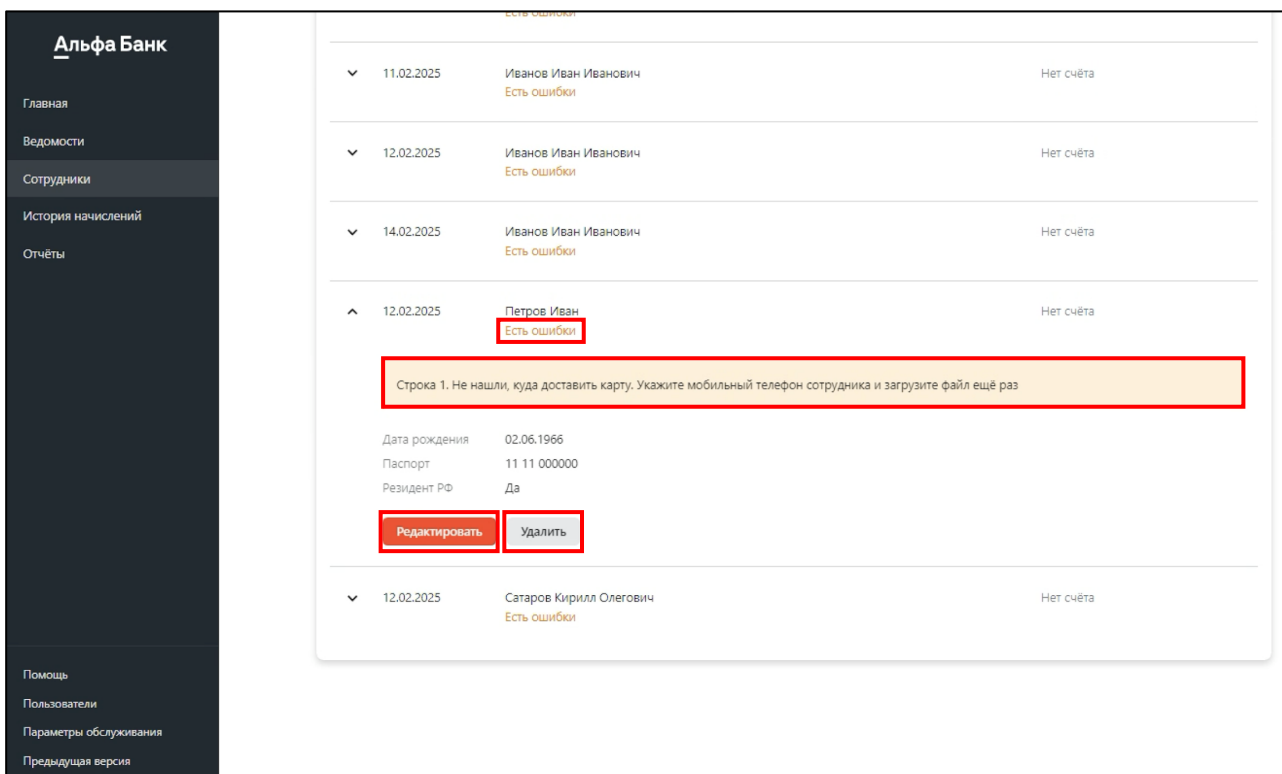 Альфа Банк
Главная
Ведомости
Сотрудники
История начислений
Отчёты
Помощь
Пользователи
Параметры обслуживания
Предыдущая версия
Есть ошибки
11.02.2025 Иванов Иван Иванович Нет счёта
Есть ошибки
12.02.2025 Иванов Иван Иванович Нет счёта
Есть ошибки
14.02.2025 Иванов Иван Иванович Нет счёта
Есть ошибки
12.02.2025 Петров Иван Нет счёта
Есть ошибки
Строка 1. Не нашли, куда доставить карту. Укажите мобильный телефон сотрудника и загрузите файл ещё раз
Дата рождения 02.06.1966
Паспорт 11 11 000000
Резидент РФ Да
Редактировать Удалить
12.02.2025 Сатаров Кирилл Олегович Нет счёта
Есть ошибки